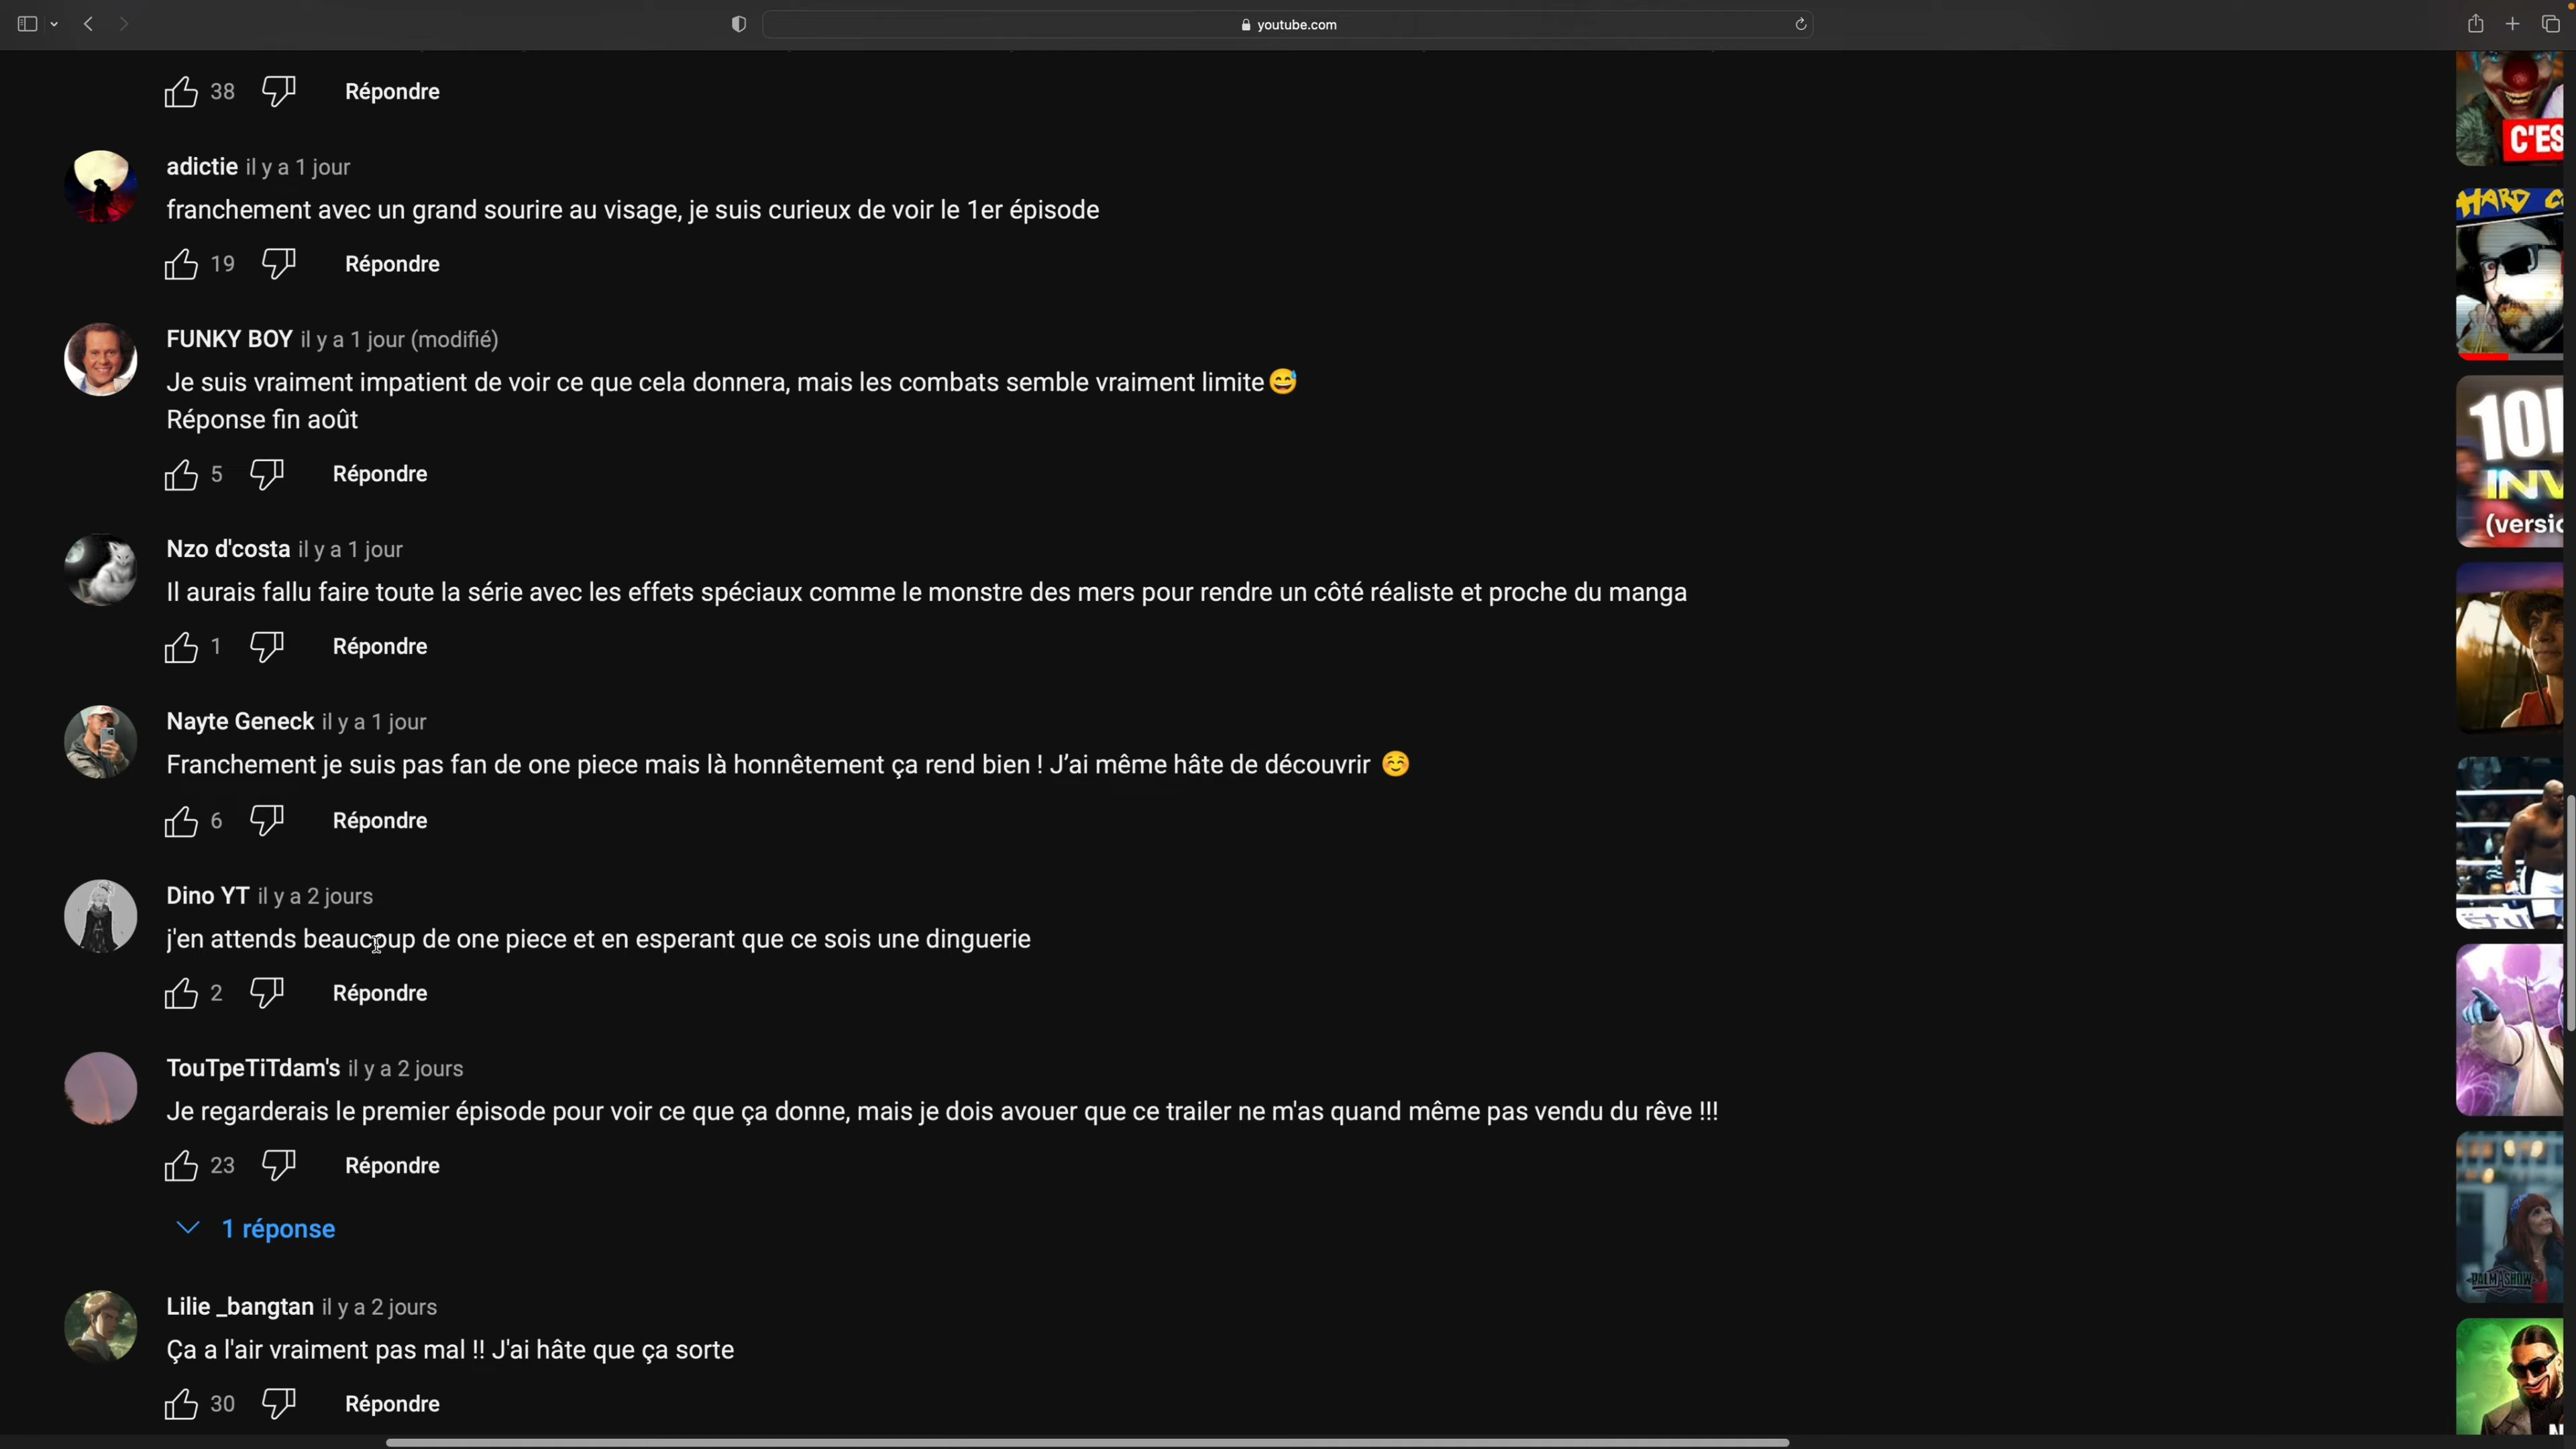 youtube.com
38 Répondre
adictie il y a 1 jour
franchement avec un grand sourire au visage, je suis curieux de voir le 1er épisode
19 Répondre
FUNKY BOY il y a 1 jour (modifié)
Je suis vraiment impatient de voir ce que cela donnera, mais les combats semble vraiment limite😅
Réponse fin août
5 Répondre
Nzo d'costa il y a 1 jour
Il aurais fallu faire toute la série avec les effets spéciaux comme le monstre des mers pour rendre un côté réaliste et proche du manga
1 Répondre
Nayte Geneck il y a 1 jour
Franchement je suis pas fan de one piece mais là honnêtement ça rend bien ! J’ai même hâte de découvrir ☺️
6 Répondre
Dino YT il y a 2 jours
j'en attends beaucoup de one piece et en esperant que ce sois une dinguerie
2 Répondre
TouTpeTiTdam's il y a 2 jours
Je regarderais le premier épisode pour voir ce que ça donne, mais je dois avouer que ce trailer ne m'as quand même pas vendu du rêve !!!
23 Répondre
1 réponse
Lilie _bangtan il y a 2 jours
Ça a l'air vraiment pas mal !! J'ai hâte que ça sorte
30 Répondre
C'ES
HARD C
10
INV
(versi
PALMASHOW